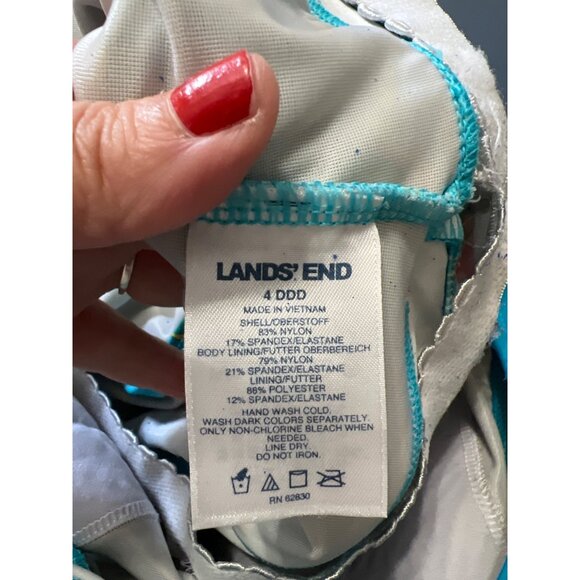 LANDS' END
4 DDD
MADE IN VIETNAM
SHELL/OBERSTOFF
83% NYLON
17% SPANDEX/ELASTANE
BODY LINING/FUTTER OBERBEREICH
79% NYLON
21% SPANDEX/ELASTANE
LINING/FUTTER
88% POLYESTER
12% SPANDEX/ELASTANE
HAND WASH COLD.
WASH DARK COLORS SEPARATELY.
ONLY NON-CHLORINE BLEACH WHEN
NEEDED.
LINE DRY.
DO NOT IRON.
RN 62830